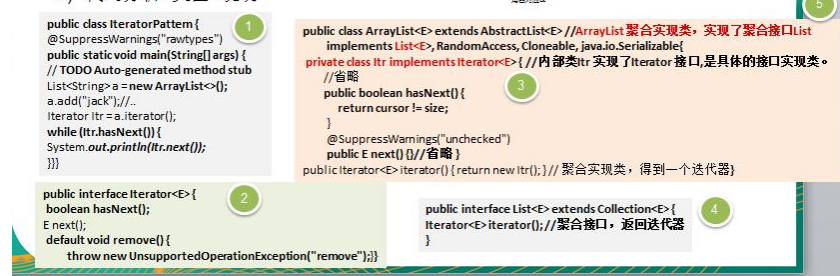 1
public class IteratorPattern {
@SuppressWarnings("rawtypes")
public static void main(String[] args) {
// TODO Auto-generated method stub
List<String> a = new ArrayList<>();
a.add("jack");//..
Iterator Itr = a.iterator();
while (Itr.hasNext()) {
System.out.println(Itr.next());
}}}
2
public interface Iterator<E> {
boolean hasNext();
E next();
default void remove() {
throw new UnsupportedOperationException("remove");}}
5
public class ArrayList<E> extends AbstractList<E> //ArrayList 聚合实现类，实现了聚合接口List
implements List<E>, RandomAccess, Cloneable, java.io.Serializable{
private class Itr implements Iterator<E> { //内部类Itr 实现了Iterator 接口,是具体的接口实现类。
//省略
3
public boolean hasNext() {
return cursor != size;
}
@SuppressWarnings("unchecked")
public E next() {}//省略 }
public Iterator<E> iterator() { return new Itr(); } // 聚合实现类，得到一个迭代器}
4
public interface List<E> extends Collection<E> {
Iterator<E> iterator(); //聚合接口，返回迭代器
}